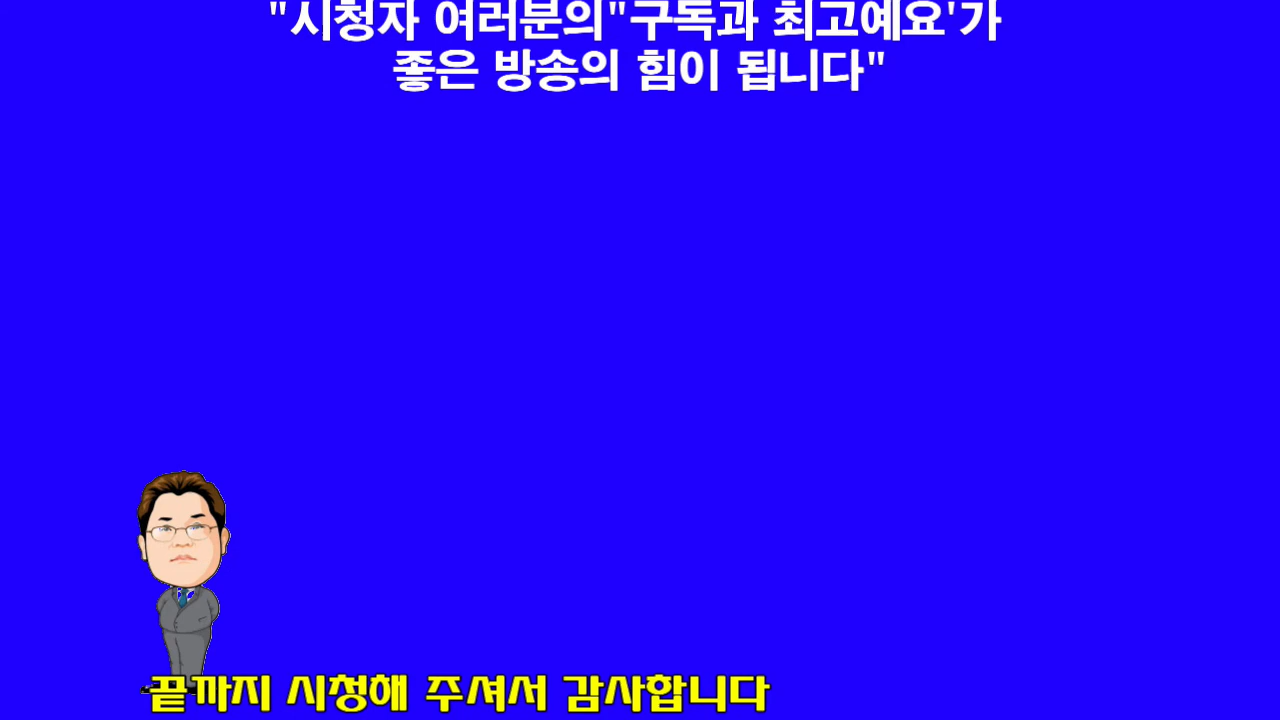 "시청자 여러분의"구독과 최고예요'가
좋은 방송의 힘이 됩니다"
끝까지 시청해 주셔서 감사합니다